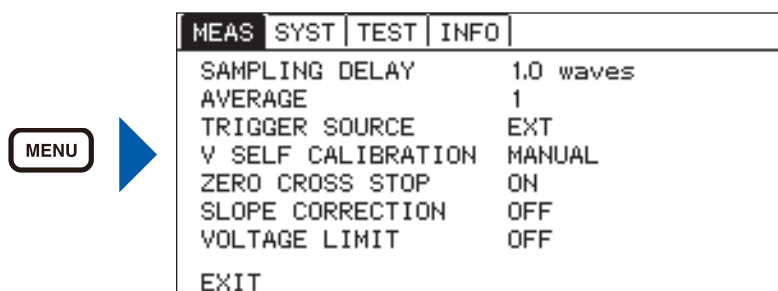 MENU
MEAS SYST TEST INFO
SAMPLING DELAY 1.0 waves
AVERAGE 1
TRIGGER SOURCE EXT
V SELF CALIBRATION MANUAL
ZERO CROSS STOP ON
SLOPE CORRECTION OFF
VOLTAGE LIMIT OFF
EXIT